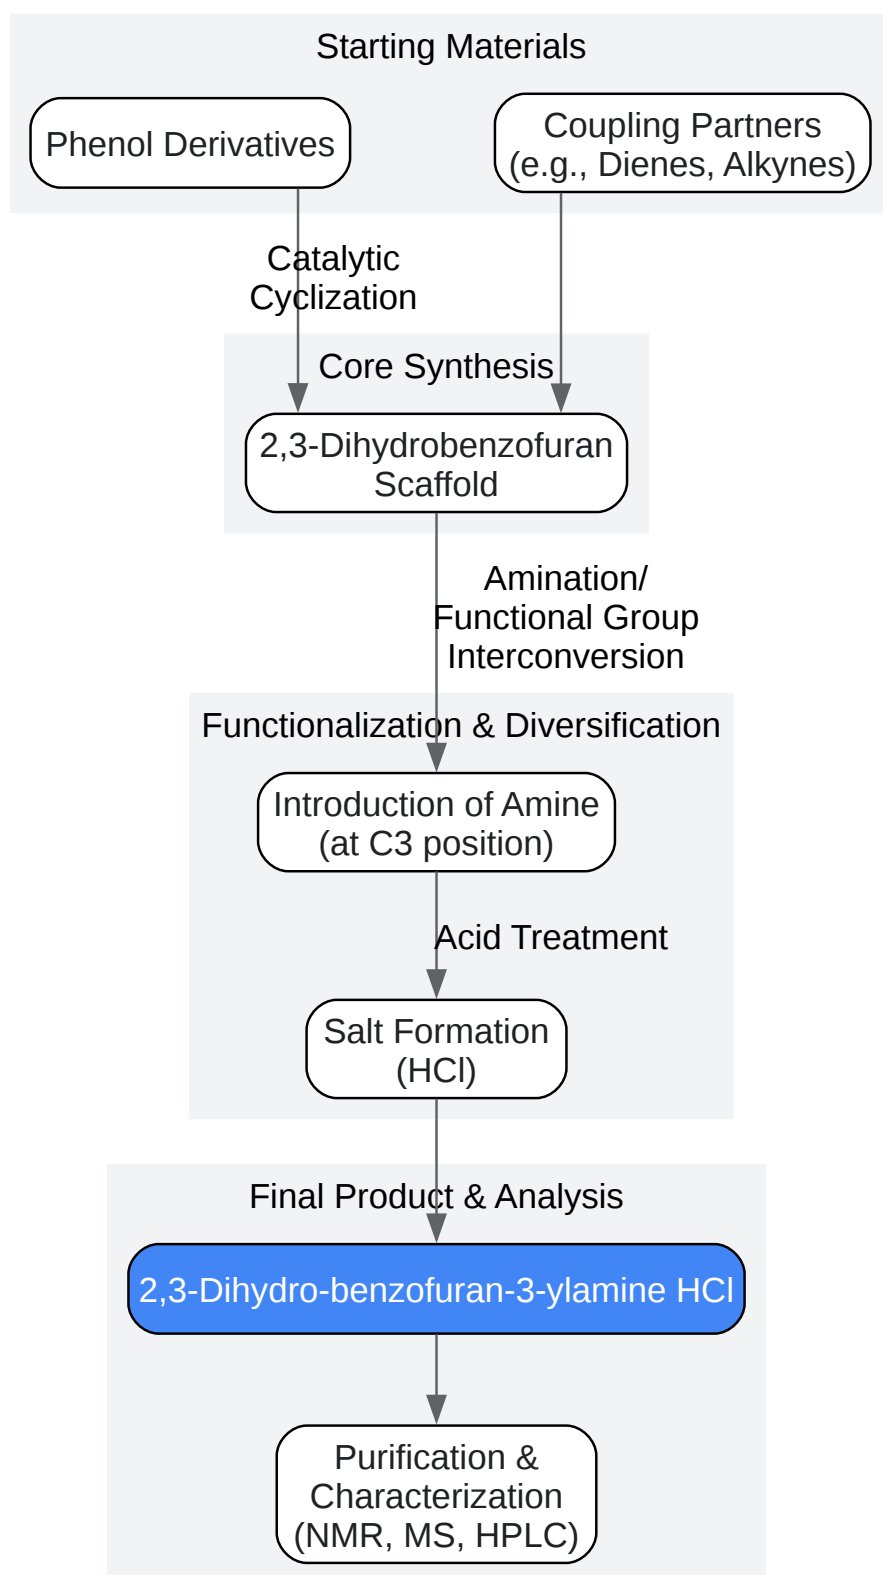 Starting Materials
Phenol Derivatives
Coupling Partners
(e.g., Dienes, Alkynes)
Catalytic
Cyclization
Core Synthesis
2,3-Dihydrobenzofuran
Scaffold
Amination/
Functional Group
Interconversion
Functionalization & Diversification
Introduction of Amine
(at C3 position)
Acid Treatment
Salt Formation
(HCl)
Final Product & Analysis
2,3-Dihydro-benzofuran-3-ylamine HCl
Purification &
Characterization
(NMR, MS, HPLC)